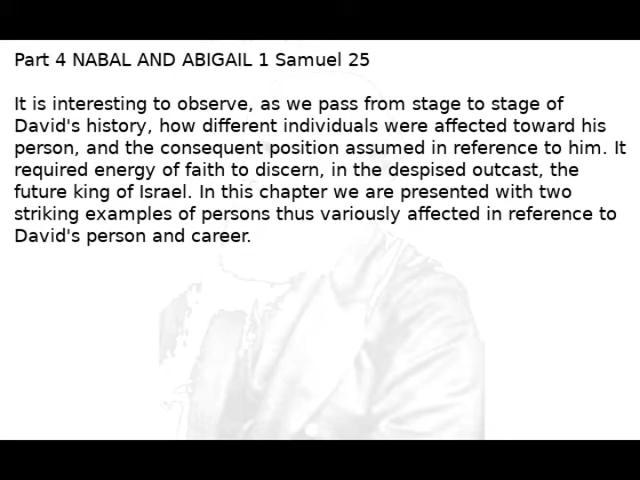 Part 4 NABAL AND ABIGAIL 1 Samuel 25
It is interesting to observe, as we pass from stage to stage of
David's history, how different individuals were affected toward his
person, and the consequent position assumed in reference to him. It
required energy of faith to discern, in the despised outcast, the
future king of Israel. In this chapter we are presented with two
striking examples of persons thus variously affected in reference to
David's person and career.